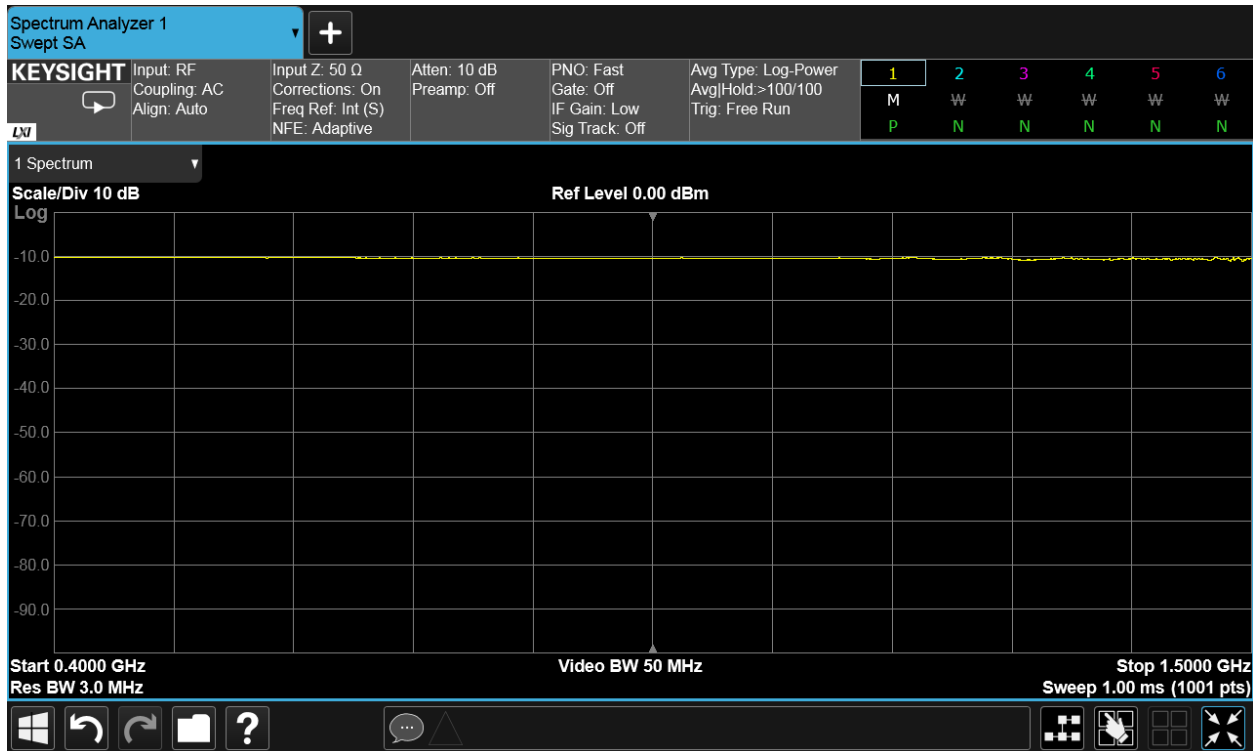 Spectrum Analyzer 1
Swept SA
KEYSIGHT
LXI
Input: RF
Coupling: AC
Align: Auto
Input Z: 50 Ω
Corrections: On
Freq Ref: Int (S)
NFE: Adaptive
Atten: 10 dB
Preamp: Off
PNO: Fast
Gate: Off
IF Gain: Low
Sig Track: Off
Avg Type: Log-Power
Avg|Hold:>100/100
Trig: Free Run
1 2 3 4 5 6
M W W W W W
P N N N N N
1 Spectrum
Scale/Div 10 dB
Ref Level 0.00 dBm
Log
-10.0
-20.0
-30.0
-40.0
-50.0
-60.0
-70.0
-80.0
-90.0
Start 0.4000 GHz
Video BW 50 MHz
Stop 1.5000 GHz
Res BW 3.0 MHz
Sweep 1.00 ms (1001 pts)
?